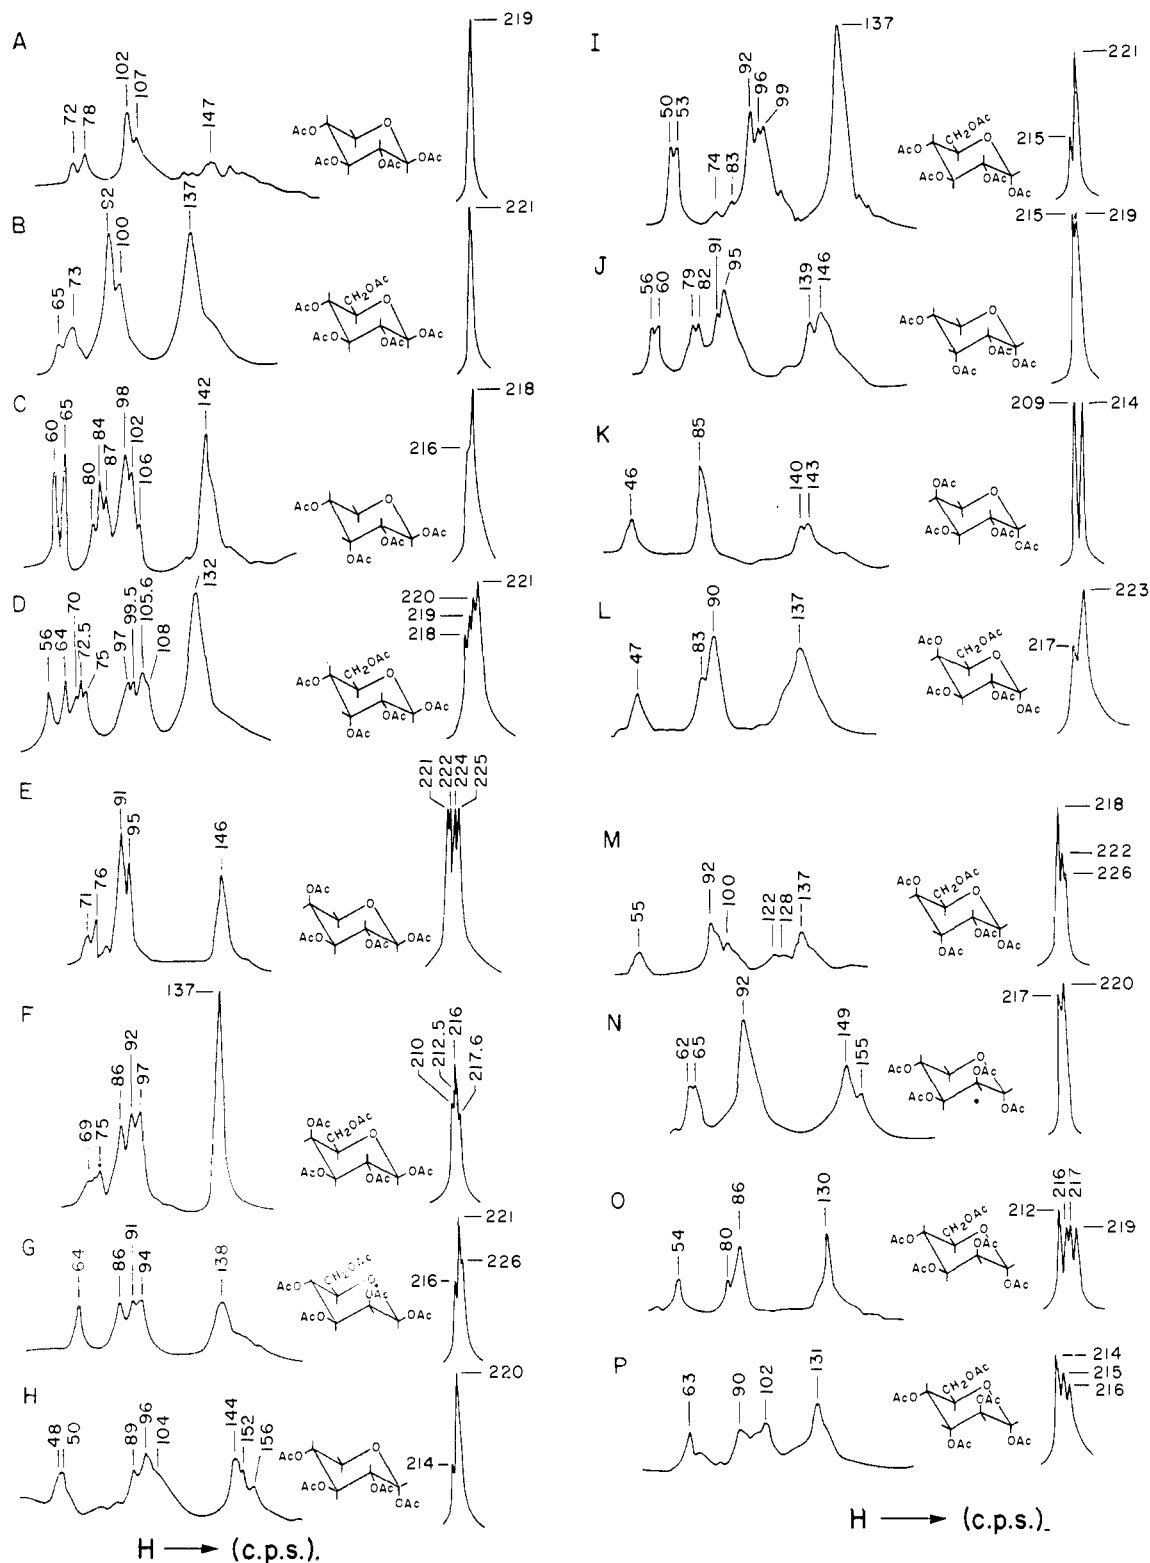 A
72
78
102
107
147
AcO
O
AcO
OAc
OAc
219
B
65
73
92
100
137
CH2OAc
AcO
O
AcO
OAc
OAc
221
C
60
65
80
84
87
98
102
106
142
AcO
O
AcO
OAc
OAc
OAc
216
218
D
56
64
70
72.5
75
97
99.5
105.6
108
132
CH2OAc
AcO
O
AcO
OAc
OAc
OAc
218
219
220
221
E
71
76
91
95
146
OAc
O
AcO
OAc
OAc
221
222
224
225
F
69
75
86
92
97
137
OAc
CH2OAc
O
AcO
OAc
OAc
210
212.5
216
217.6
G
64
86
91
94
138
CH2OAc
AcO
OAc
AcO
OAc
216
221
226
H
48
50
89
96
104
144
152
156
AcO
O
AcO
OAc
OAc
214
220
H → (c.p.s.).
I
50
53
74
83
92
96
99
137
CH2OAc
AcO
O
AcO
OAc
OAc
215
221
J
56
60
79
82
91
95
139
146
AcO
O
OAc
OAc
OAc
215
219
K
46
85
140
143
OAc
O
AcO
OAc
OAc
209
214
L
47
83
90
137
OAc
CH2OAc
O
AcO
OAc
OAc
217
223
M
55
92
100
122
128
137
CH2OAc
AcO
O
OAc
OAc
OAc
218
222
226
N
62
65
92
149
155
AcO
O
OAc
AcO
OAc
217
220
O
54
80
86
130
CH2OAc
AcO
O
OAc
AcO
OAc
212
216
217
219
P
63
90
102
131
CH2OAc
AcO
O
OAc
OAc
OAc
214
215
216
H → (c.p.s.).